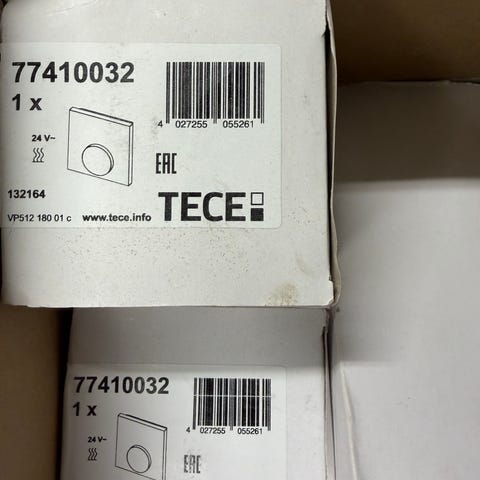 77410032
1 x
4 027255 055261
24 V~
EAC
132164
VP512 180 01 c www.tece.info TECE
77410032
1 x
4 027255 055261
24 V~
EAC